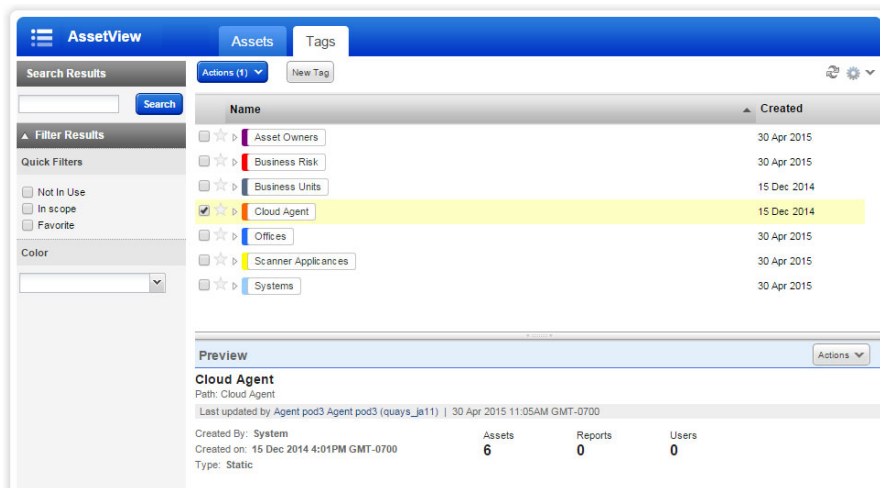 AssetView
Assets
Tags
Search Results
Actions (1)
New Tag
Search
Name
Created
Filter Results
Asset Owners
30 Apr 2015
Quick Filters
Business Risk
30 Apr 2015
Not In Use
Business Units
15 Dec 2014
In scope
Cloud Agent
15 Dec 2014
Favorite
Offices
30 Apr 2015
Color
Scanner Applicances
30 Apr 2015
Systems
30 Apr 2015
Preview
Actions
Cloud Agent
Path: Cloud Agent
Last updated by Agent pod3 Agent pod3 (quays_ja11) | 30 Apr 2015 11:05AM GMT-0700
Created By: System
Created on: 15 Dec 2014 4:01PM GMT-0700
Type: Static
Assets
Reports
Users
6
0
0